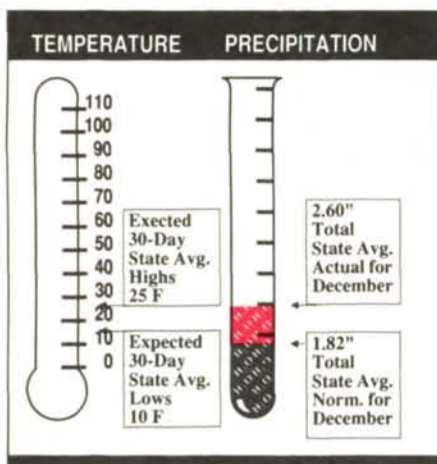 TEMPERATURE PRECIPITATION
110
100
90
80
70
60
50
40
30
20
10
0
Exected
30-Day
State Avg.
Highs
25 F
Expected
30-Day
State Avg.
Lows
10 F
2.60"
Total
State Avg.
Actual for
December
1.82"
Total
State Avg.
Norm. for
December